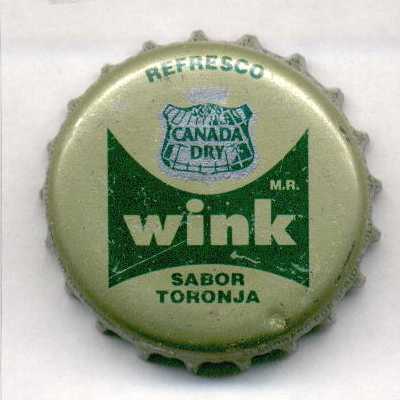 REFRESCO
CANADA
DRY
M.R.
wink
SABOR
TORONJA